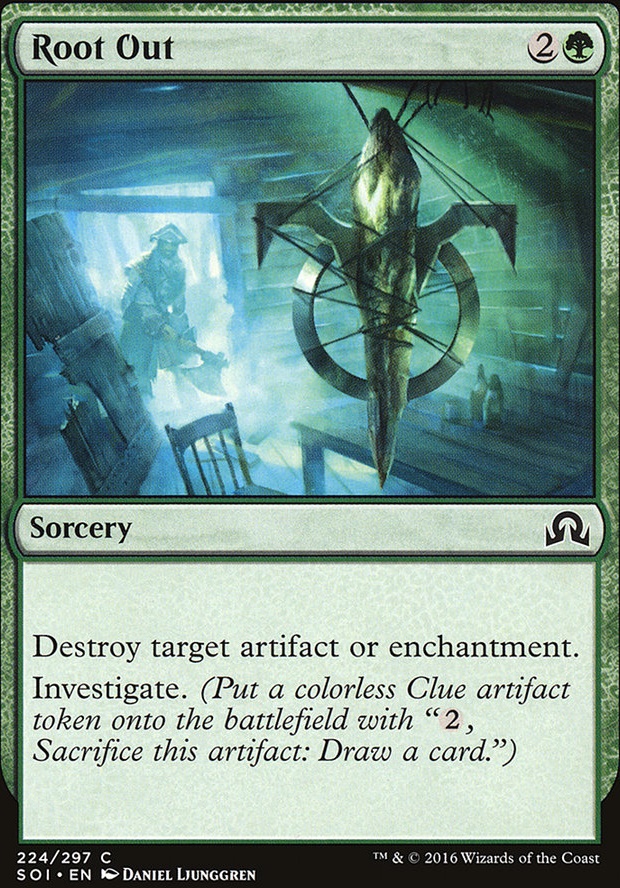 Root Out 2
Sorcery
Destroy target artifact or enchantment.
Investigate. (Put a colorless Clue artifact
token onto the battlefield with “2,
Sacrifice this artifact: Draw a card.”)
224/297 C
SOI • EN Daniel Ljunggren
™ & © 2016 Wizards of the Coast